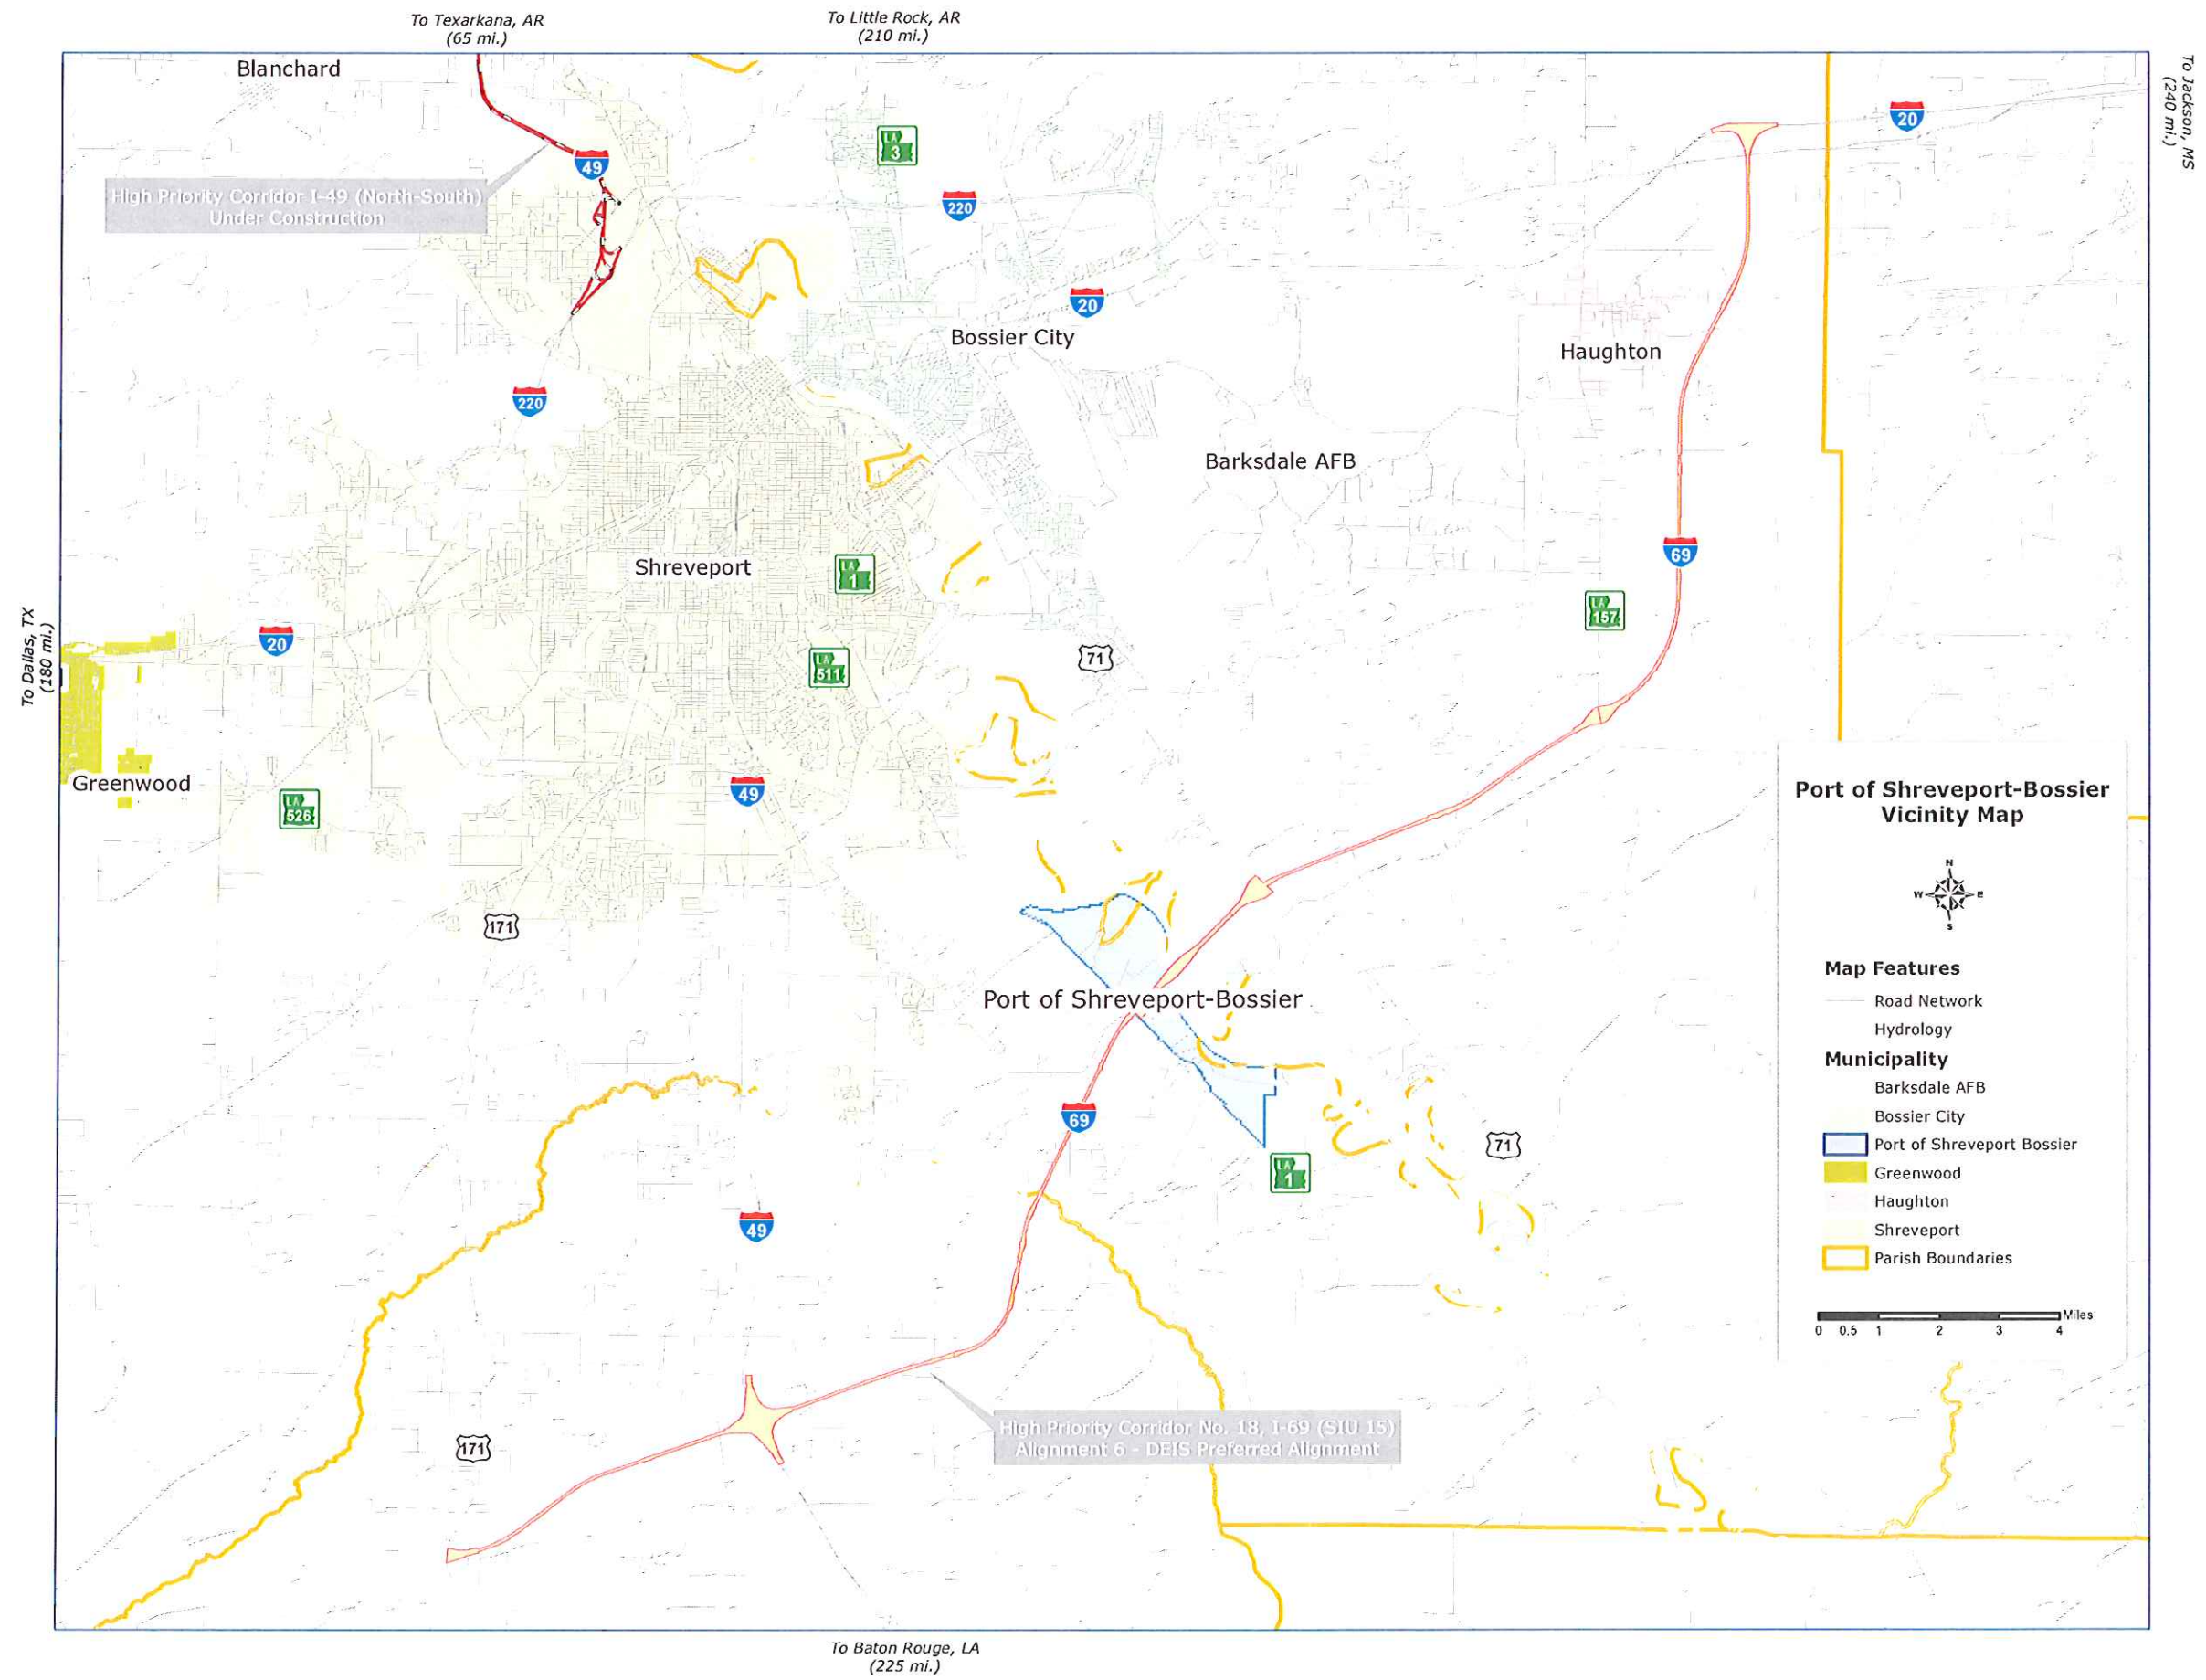 To Texarkana, AR
(65 mi.)
To Little Rock, AR
(210 mi.)
To Jackson, MS
(240 mi.)
Blanchard
LA
3
20
49
High Priority Corridor I-49 (North-South)
Under Construction
220
20
Bossier City
Haughton
220
Barksdale AFB
69
Shreveport
LA
1
LA
157
To Dallas, TX
(180 mi.)
20
LA
511
71
Greenwood
LA
526
49
171
Port of Shreveport-Bossier
69
71
LA
1
49
High Priority Corridor No. 18, I-69 (SIU 15)
Alignment 6 - DEIS Preferred Alignment
171
Port of Shreveport-Bossier
Vicinity Map
N
W
E
S
Map Features
Road Network
Hydrology
Municipality
Barksdale AFB
Bossier City
Port of Shreveport Bossier
Greenwood
Haughton
Shreveport
Parish Boundaries
Miles
0 0.5 1 2 3 4
To Baton Rouge, LA
(225 mi.)